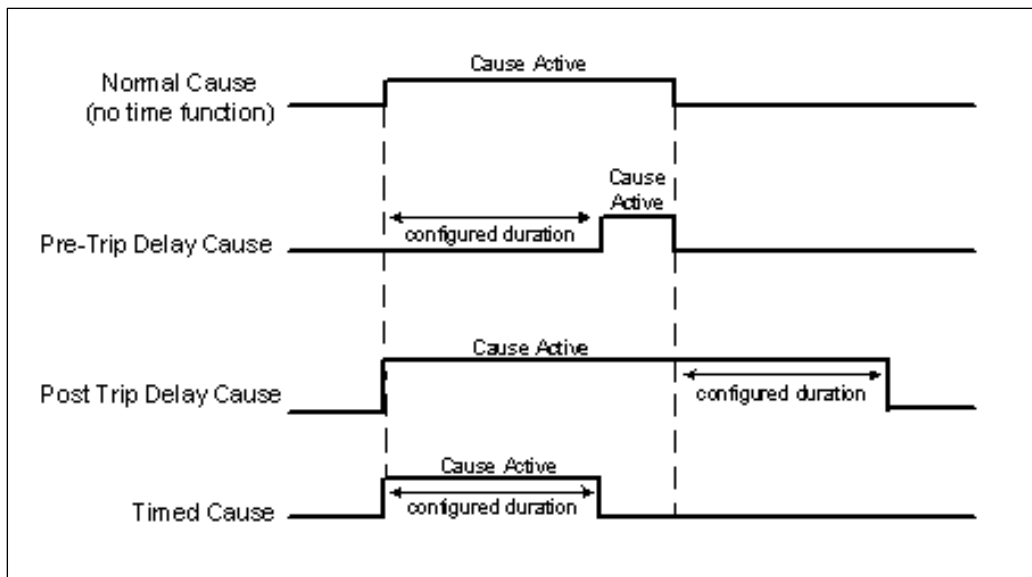 Cause Active
Normal Cause
(no time function)
Cause
Active
configured duration
Pre-Trip Delay Cause
Cause Active
Post Trip Delay Cause
configured duration
Cause Active
configured duration
Timed Cause